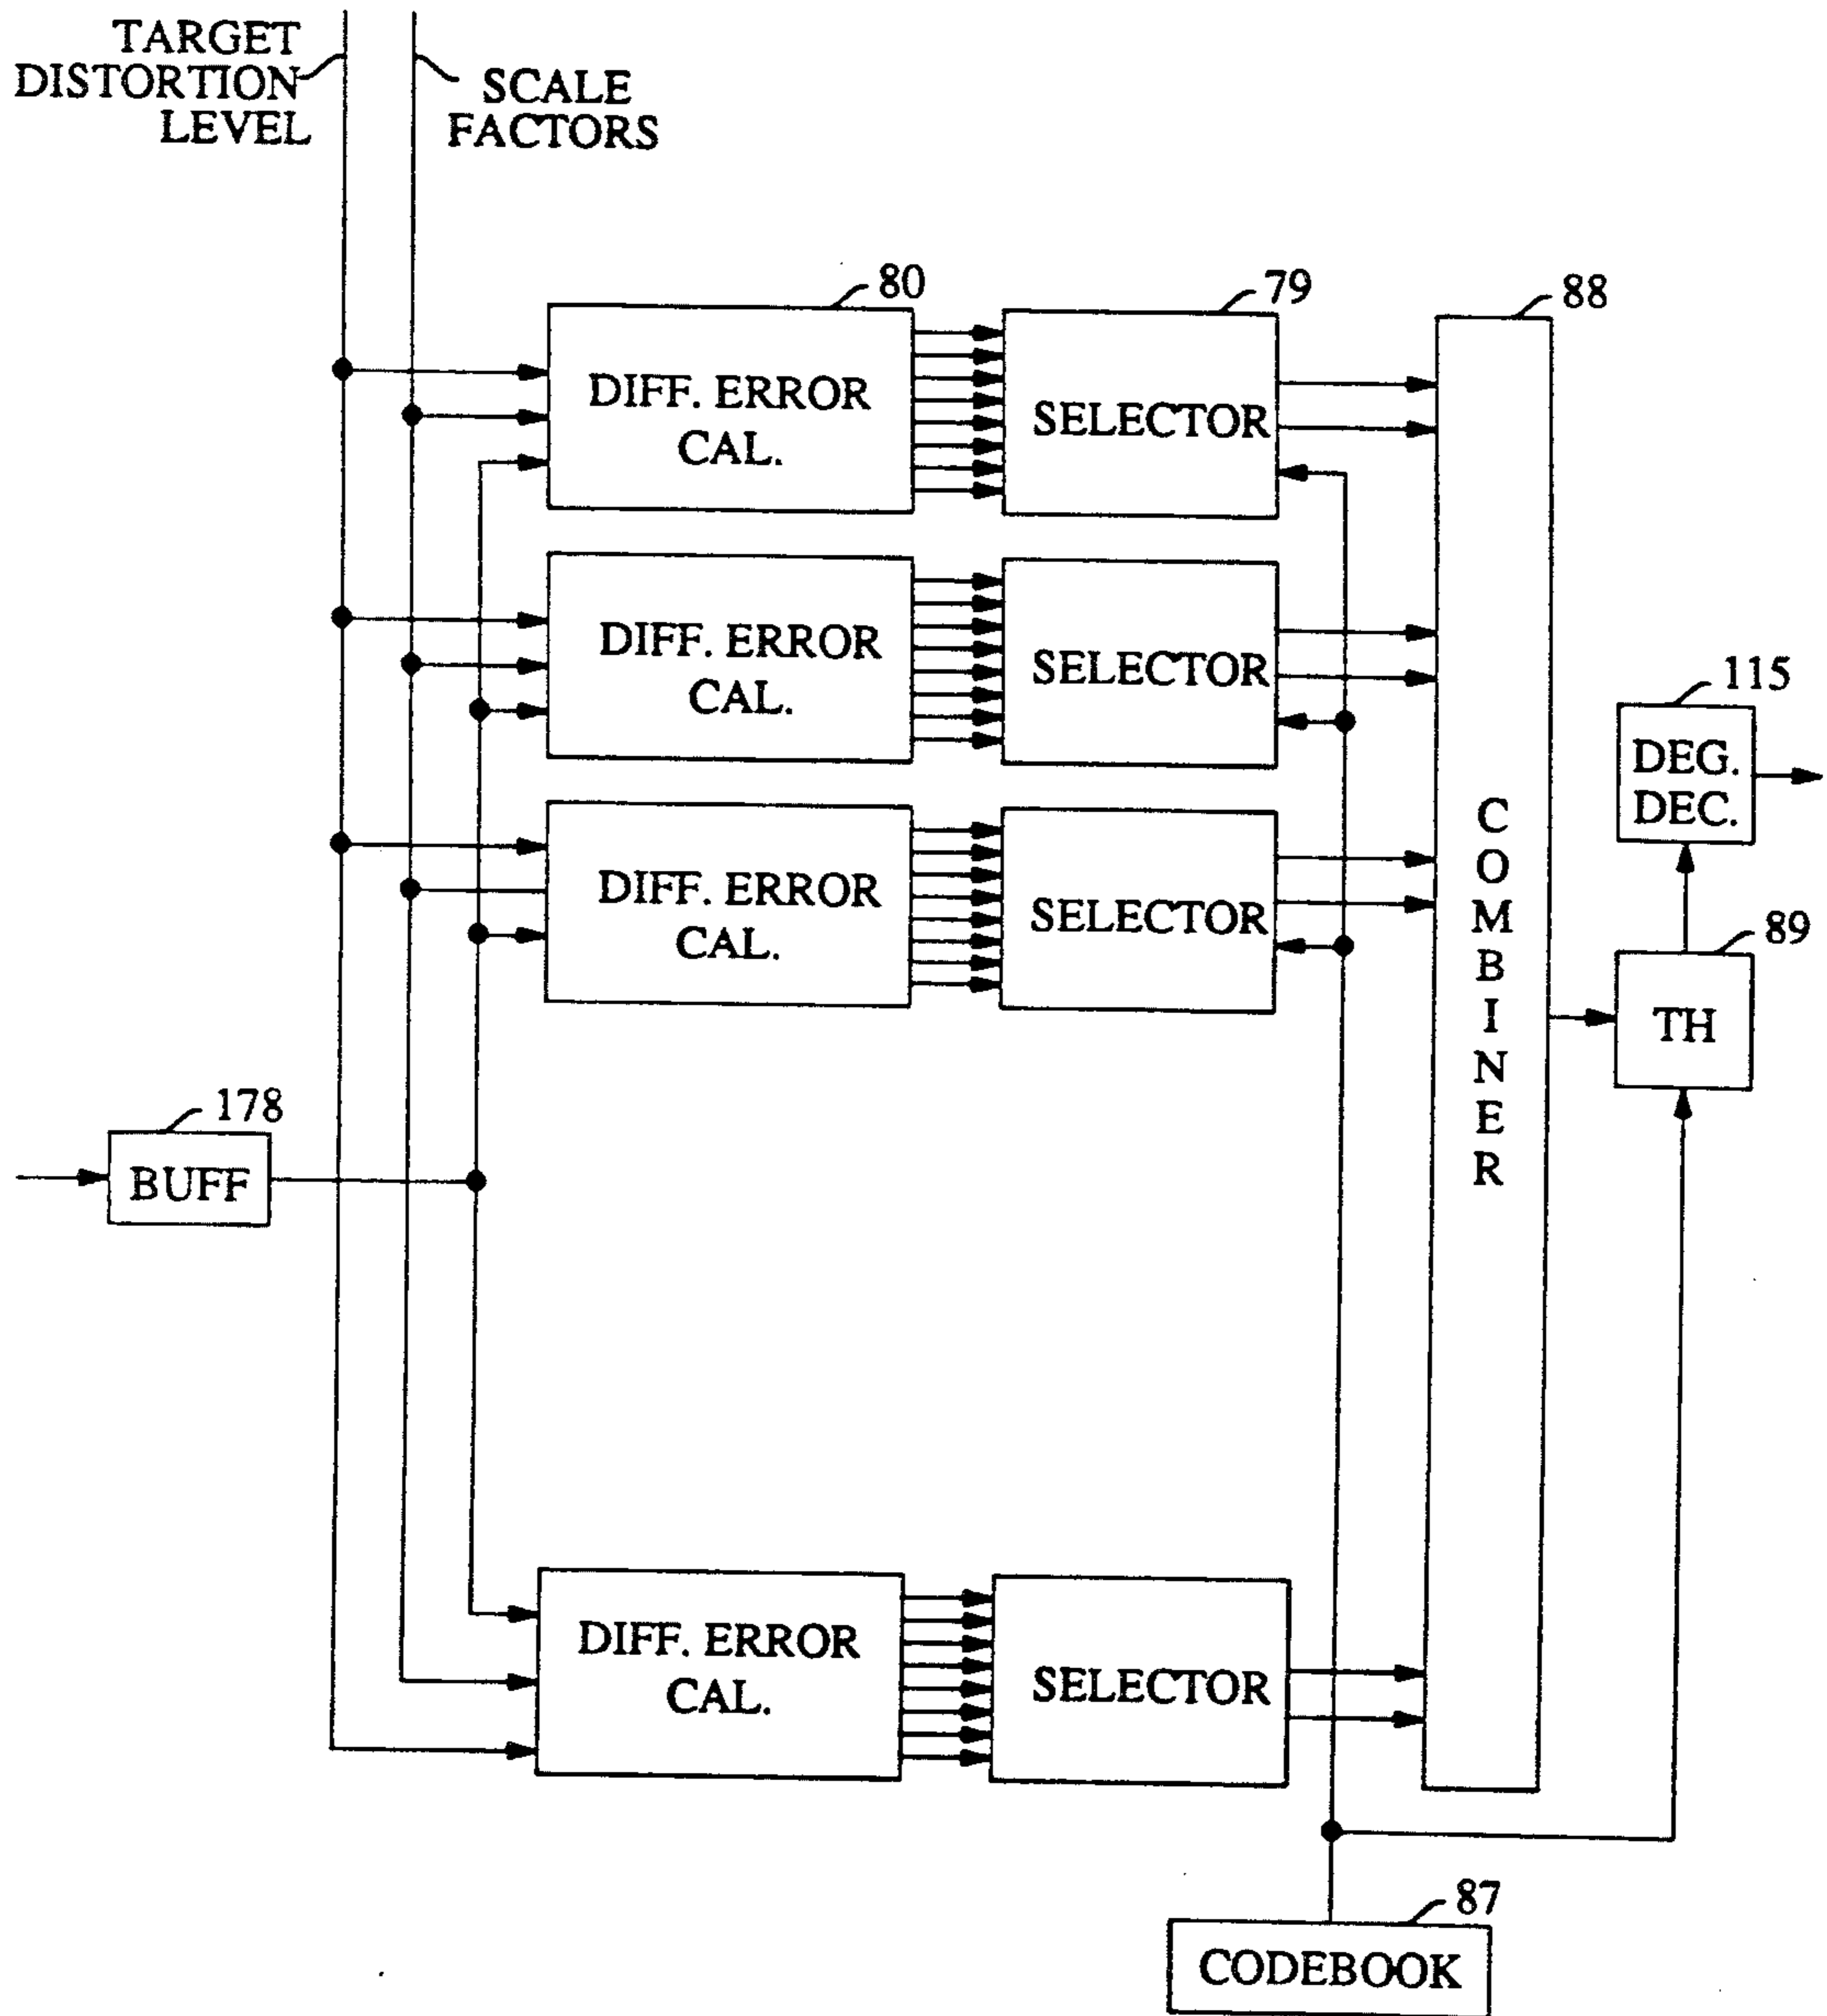 TARGET
DISTORTION
LEVEL
SCALE
FACTORS
80
79
88
DIFF. ERROR
CAL.
SELECTOR
DIFF. ERROR
CAL.
SELECTOR
115
DEG.
DEC.
DIFF. ERROR
CAL.
SELECTOR
COMBINER
89
TH
178
BUFF
DIFF. ERROR
CAL.
SELECTOR
87
CODEBOOK